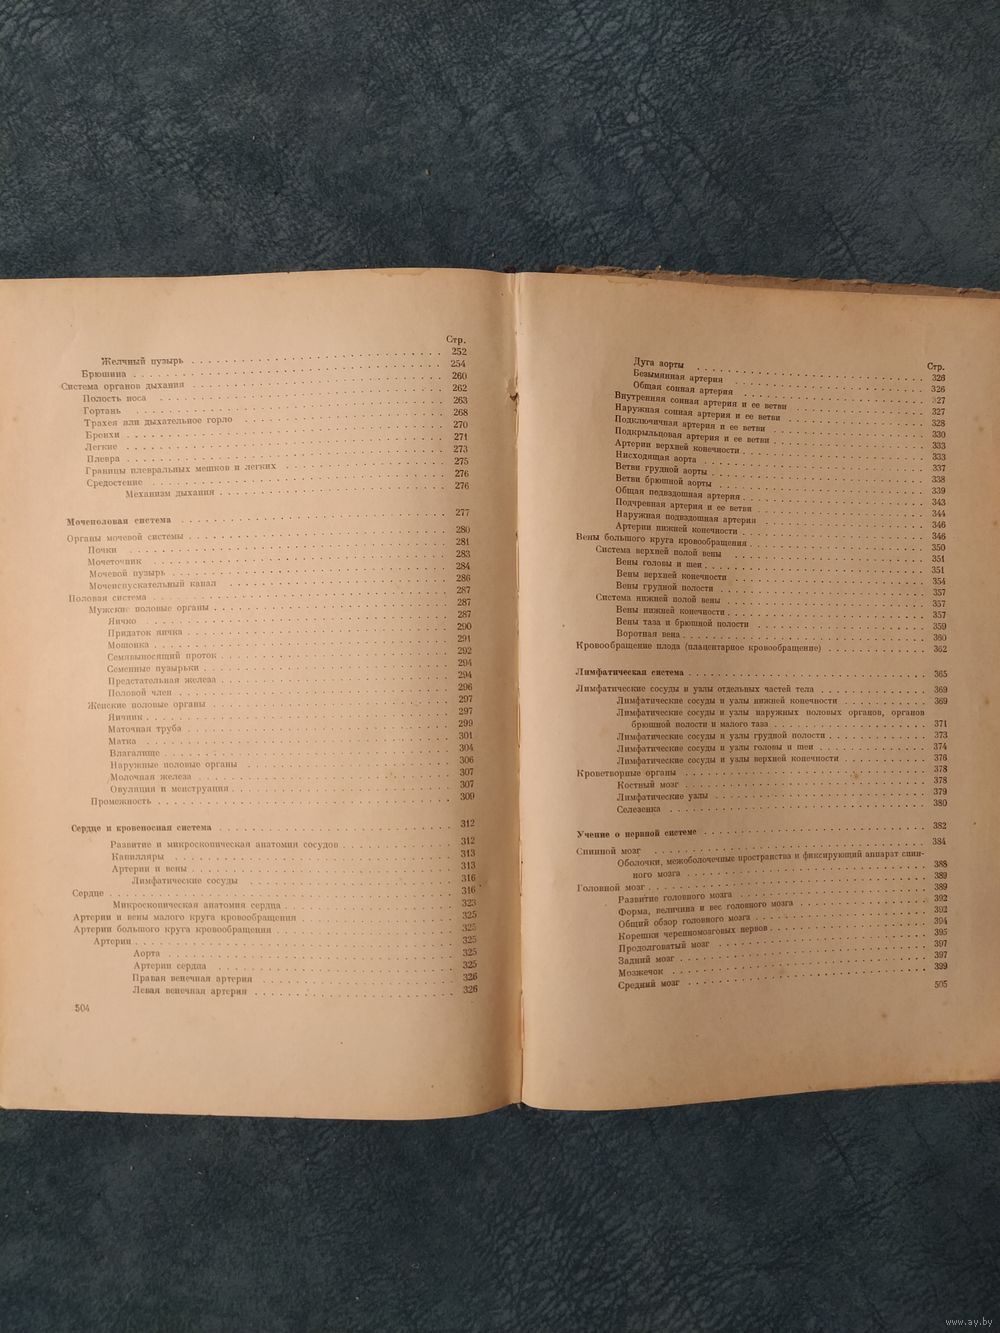 Стр.
Желчный пузырь 252
Брюшина 254
Система органов дыхания 260
Полость носа 262
Гортань 263
Трахея или дыхательное горло 268
Бронхи 270
Легкие 271
Плевра 273
Границы плевральных мешков и легких 275
Средостение 276
Механизм дыхания 276
Мочеполовая система 277
Органы мочевой системы 280
Почки 281
Мочеточник 283
Мочевой пузырь 284
Мочеиспускательный канал 286
Половая система 287
Мужские половые органы 287
Яичко 287
Придаток яичка 290
Мошонка 291
Семявыносящий проток 292
Семенные пузырьки 294
Предстательная железа 294
Половой член 296
Женские половые органы 297
Яичник 297
Маточная труба 299
Матка 301
Влагалище 304
Наружные половые органы 306
Молочная железа 307
Овуляция и менструация 307
Промежность 309
Сердце и кровеносная система 312
Развитие и микроскопическая анатомия сосудов 312
Капилляры 313
Артерии и вены 313
Лимфатические сосуды 316
Сердце 316
Микроскопическая анатомия сердца 323
Артерии и вены малого круга кровообращения 325
Артерии большого круга кровообращения 325
Артерии 325
Аорта 325
Артерии сердца 325
Правая венечная артерия 326
Левая венечная артерия 326
504
Стр.
Дуга аорты 326
Безымянная артерия 326
Общая сонная артерия 327
Внутренняя сонная артерия и ее ветви 327
Наружная сонная артерия и ее ветви 328
Подключичная артерия и ее ветви 330
Подкрыльцовая артерия и ее ветви 333
Артерии верхней конечности 333
Нисходящая аорта 337
Ветви грудной аорты 338
Ветви брюшной аорты 339
Общая подвздошная артерия 343
Подчревная артерия и ее ветви 344
Наружная подвздошная артерия 346
Артерии нижней конечности 346
Вены большого круга кровообращения 350
Система верхней полой вены 351
Вены головы и шеи 351
Вены верхней конечности 354
Вены грудной полости 357
Система нижней полой вены 357
Вены нижней конечности 357
Вены таза и брюшной полости 359
Воротная вена 360
Кровообращение плода (плацентарное кровообращение) 362
Лимфатическая система 365
Лимфатические сосуды и узлы отдельных частей тела 369
Лимфатические сосуды и узлы нижней конечности 369
Лимфатические сосуды и узлы наружных половых органов, органов
брюшной полости и малого таза 371
Лимфатические сосуды и узлы грудной полости 373
Лимфатические сосуды и узлы головы и шеи 374
Лимфатические сосуды и узлы верхней конечности 376
Кроветворные органы 378
Костный мозг 378
Лимфатические узлы 379
Селезенка 380
Учение о нервной системе 382
Спинной мозг 384
Оболочки, межоболочечные пространства и фиксирующий аппарат спин-
ного мозга 388
Головной мозг 389
Развитие головного мозга 389
Форма, величина и вес головного мозга 392
Общий обзор головного мозга 392
Корешки черепномозговых нервов 394
Продолговатый мозг 395
Задний мозг 397
Мозжечок 397
Средний мозг 399
505
www.ay.by